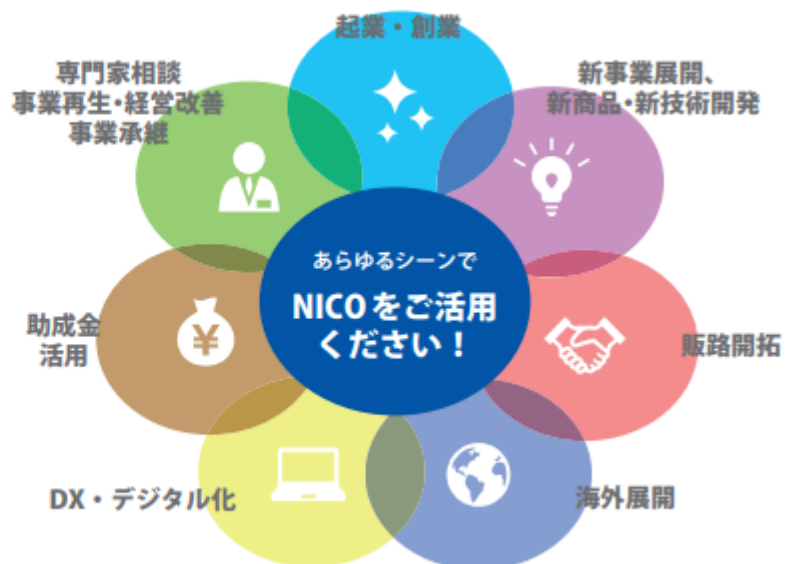 起業・創業
新事業展開、
新商品・新技術開発
販路開拓
海外展開
DX・デジタル化
助成金
活用
専門家相談
事業再生・経営改善
事業承継
あらゆるシーンで
NICOをご活用
ください！
¥